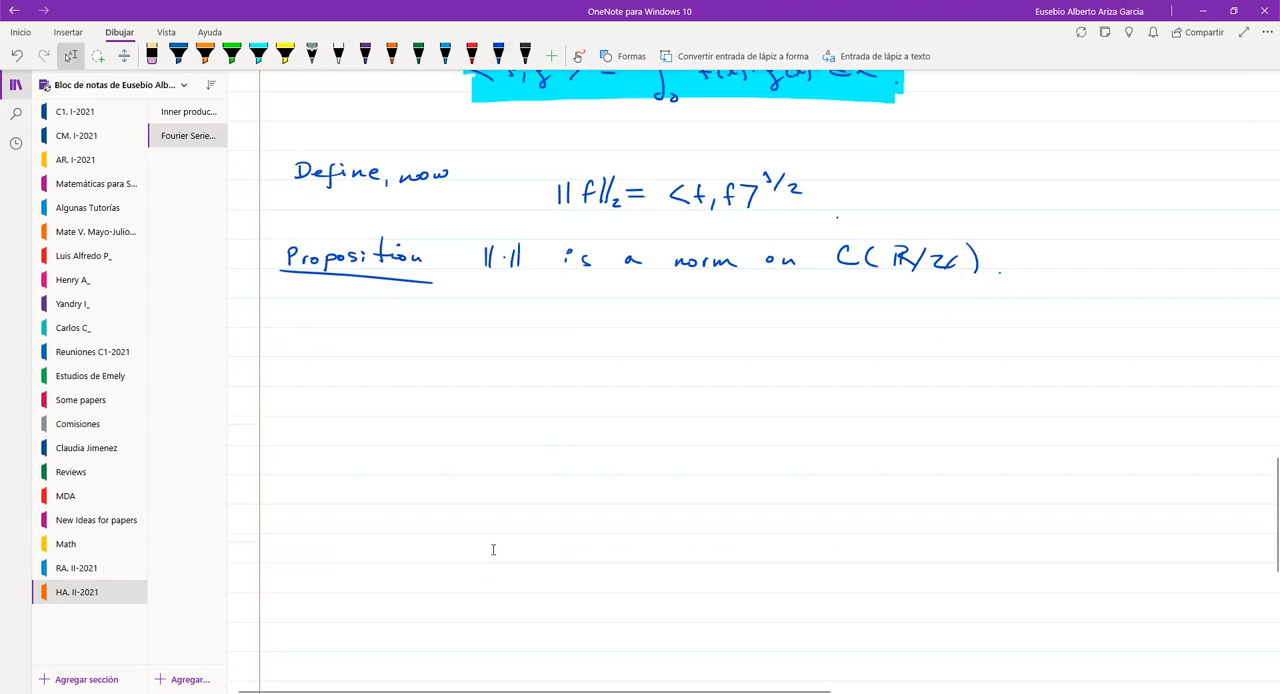 OneNote para Windows 10
Eusebio Alberto Ariza Garcia
Inicio Insertar Dibujar Vista Ayuda
Compartir
Formas Convertir entrada de lápiz a forma Entrada de lápiz a texto
Bloc de notas de Eusebio Alb...
C1. I-2021
CM. I-2021
AR. I-2021
Matemáticas para S...
Algunas Tutorías
Mate V. Mayo-Julio...
Luis Alfredo P_
Henry A_
Yandry I_
Carlos C_
Reuniones C1-2021
Estudios de Emely
Some papers
Comisiones
Claudia Jimenez
Reviews
MDA
New Ideas for papers
Math
RA. II-2021
HA. II-2021
Agregar sección
Inner produc...
Fourier Serie...
Agregar...
Define, now
||f||₂ = <f,f>^1/2
Proposition ||·|| is a norm on C(R/Z).